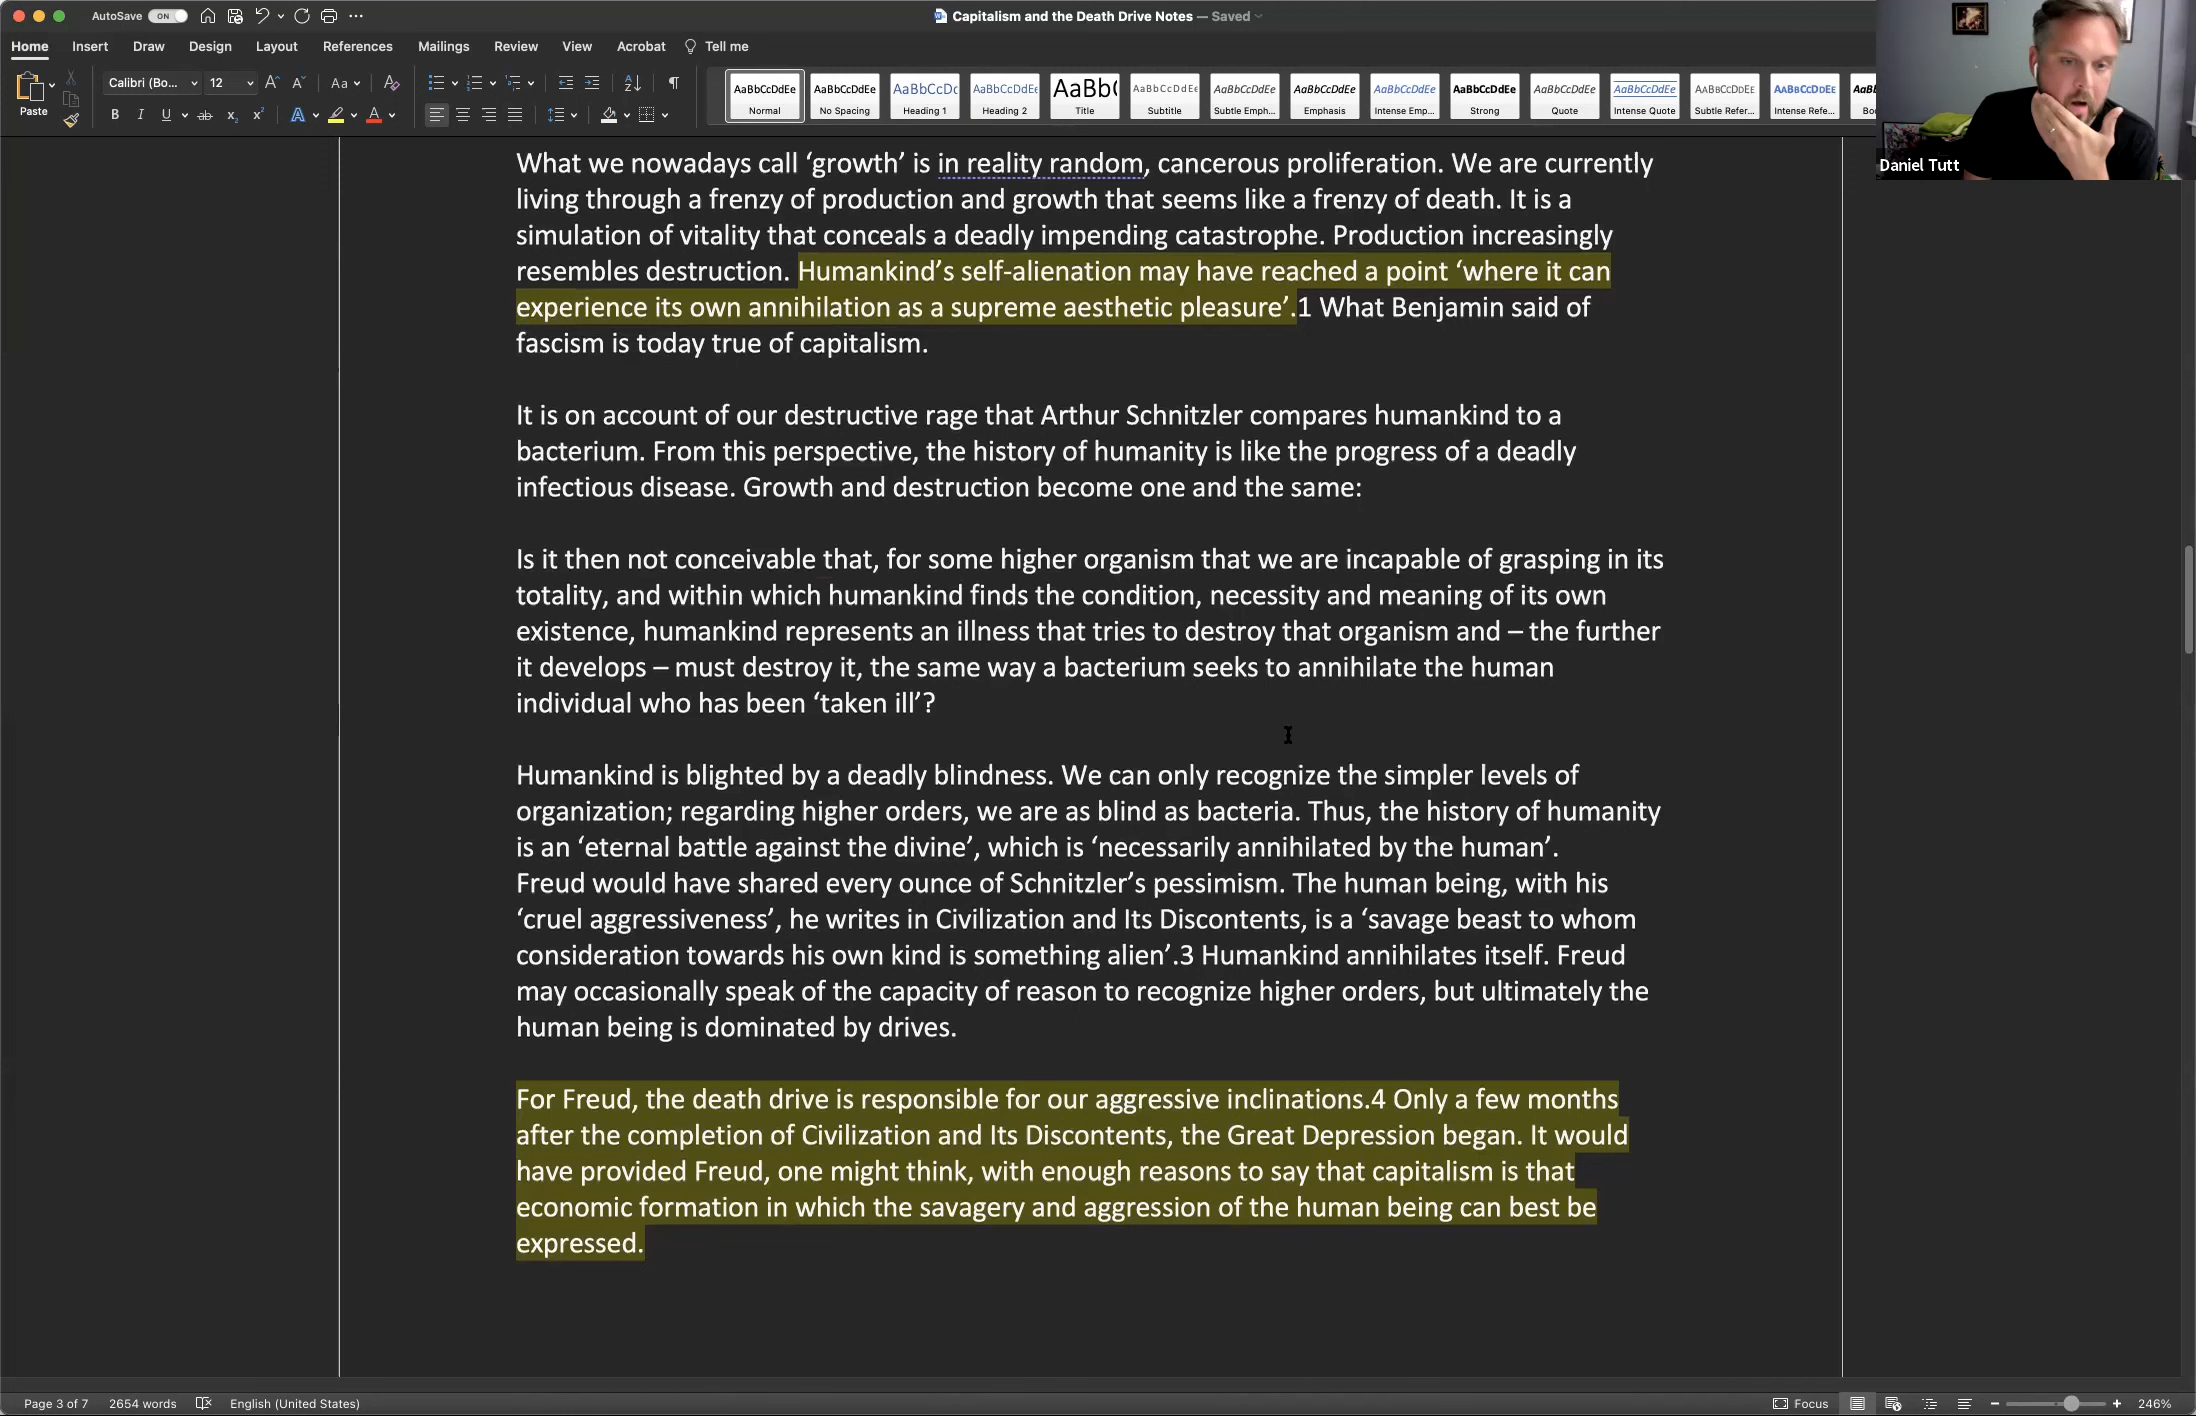 AutoSave ON
Capitalism and the Death Drive Notes — Saved
Home Insert Draw Design Layout References Mailings Review View Acrobat Tell me
Paste
Calibri (Bo... 12
AaBbCcDdEe AaBbCcDdEe AaBbCcDc AaBbCcDdEe AaBb( AaBbCcDdEe AaBbCcDdEe AaBbCcDdEe AaBbCcDdEe AaBbCcDdEe AaBbCcDdEe AaBbCcDdEe AaBbCcDdEe AaBbCcDdEe
Normal No Spacing Heading 1 Heading 2 Title Subtitle Subtle Emph... Emphasis Intense Emp... Strong Quote Intense Quote Subtle Refer... Intense Refe...
Daniel Tutt
What we nowadays call ‘growth’ is in reality random, cancerous proliferation. We are currently
living through a frenzy of production and growth that seems like a frenzy of death. It is a
simulation of vitality that conceals a deadly impending catastrophe. Production increasingly
resembles destruction. Humankind’s self-alienation may have reached a point ‘where it can
experience its own annihilation as a supreme aesthetic pleasure’.1 What Benjamin said of
fascism is today true of capitalism.
It is on account of our destructive rage that Arthur Schnitzler compares humankind to a
bacterium. From this perspective, the history of humanity is like the progress of a deadly
infectious disease. Growth and destruction become one and the same:
Is it then not conceivable that, for some higher organism that we are incapable of grasping in its
totality, and within which humankind finds the condition, necessity and meaning of its own
existence, humankind represents an illness that tries to destroy that organism and – the further
it develops – must destroy it, the same way a bacterium seeks to annihilate the human
individual who has been ‘taken ill’?
Humankind is blighted by a deadly blindness. We can only recognize the simpler levels of
organization; regarding higher orders, we are as blind as bacteria. Thus, the history of humanity
is an ‘eternal battle against the divine’, which is ‘necessarily annihilated by the human’.
Freud would have shared every ounce of Schnitzler’s pessimism. The human being, with his
‘cruel aggressiveness’, he writes in Civilization and Its Discontents, is a ‘savage beast to whom
consideration towards his own kind is something alien’.3 Humankind annihilates itself. Freud
may occasionally speak of the capacity of reason to recognize higher orders, but ultimately the
human being is dominated by drives.
For Freud, the death drive is responsible for our aggressive inclinations.4 Only a few months
after the completion of Civilization and Its Discontents, the Great Depression began. It would
have provided Freud, one might think, with enough reasons to say that capitalism is that
economic formation in which the savagery and aggression of the human being can best be
expressed.
Page 3 of 7 2654 words English (United States) Focus 246%